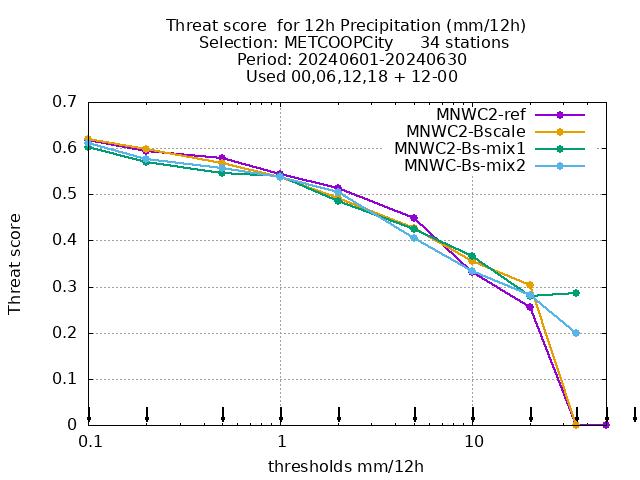 Threat score  for 12h Precipitation (mm/12h)
Selection: METCOOPCity     34 stations
Period: 20240601-20240630
Used 00,06,12,18 + 12-00
MNWC2-ref
MNWC2-Bscale
MNWC2-Bs-mix1
MNWC-Bs-mix2
Threat score
0.7
0.6
0.5
0.4
0.3
0.2
0.1
0
0.1
1
10
thresholds mm/12h